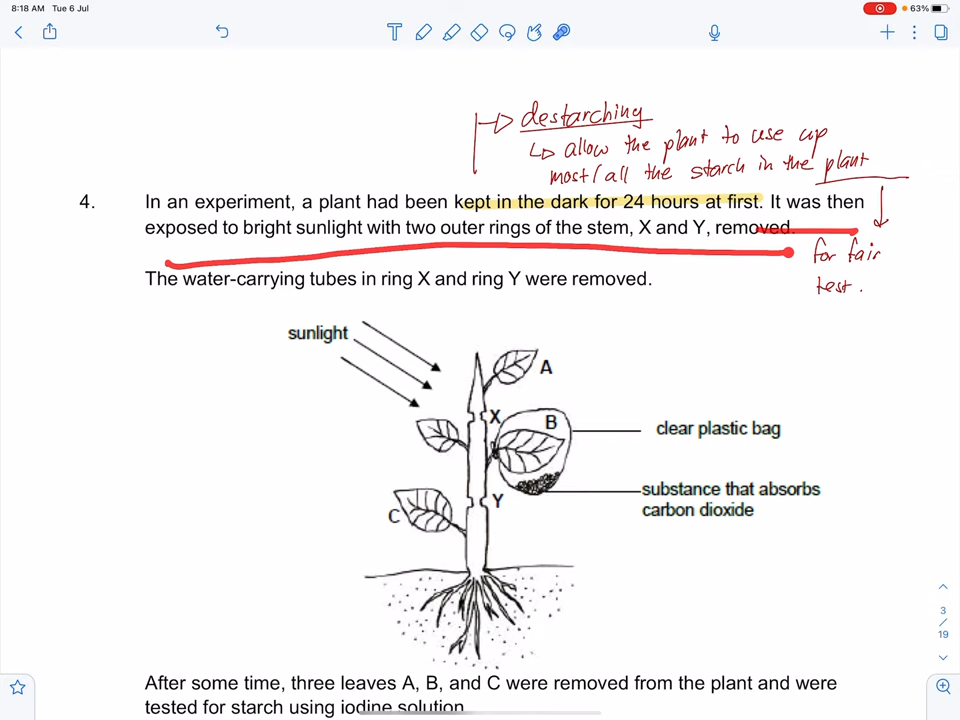 8:18 AM Tue 6 Jul
63%
destarching
↳ allow the plant to use up
most/all the starch in the plant
4. In an experiment, a plant had been kept in the dark for 24 hours at first. It was then
exposed to bright sunlight with two outer rings of the stem, X and Y, removed.
for fair
test.
The water-carrying tubes in ring X and ring Y were removed.
sunlight
A
X
B
clear plastic bag
Y
substance that absorbs
carbon dioxide
C
3
/
19
After some time, three leaves A, B, and C were removed from the plant and were
tested for starch using iodine solution